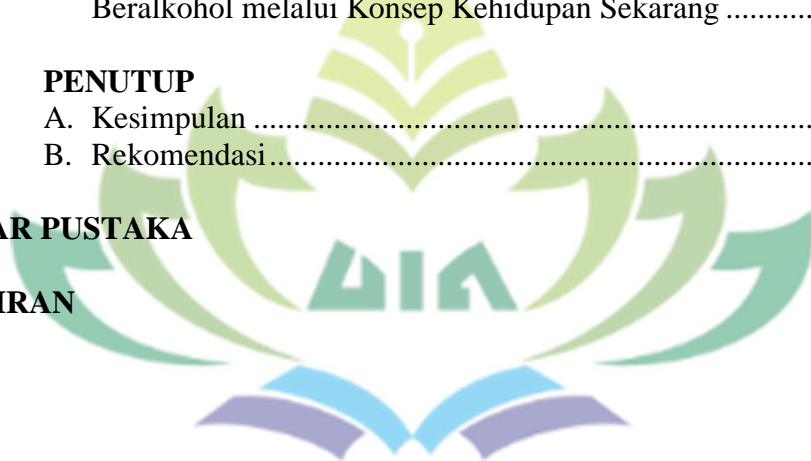 Beralkohol melalui Konsep Kehidupan Sekarang ...........
PENUTUP
A. Kesimpulan ......................................................................
B. Rekomendasi....................................................................
AR PUSTAKA
IRAN
UIN